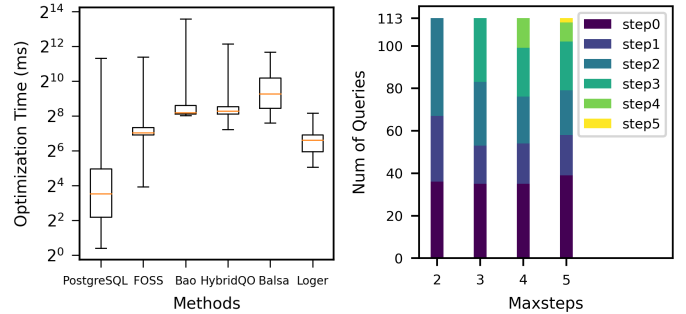 2^14
2^10
2^8
2^6
2^4
2^2
2^0
Optimization Time (ms)
PostgreSQL FOSS Bao HybridQO Balsa Loger
Methods
113
100
80
60
40
20
0
Num of Queries
2 3 4 5
Maxsteps
step0
step1
step2
step3
step4
step5